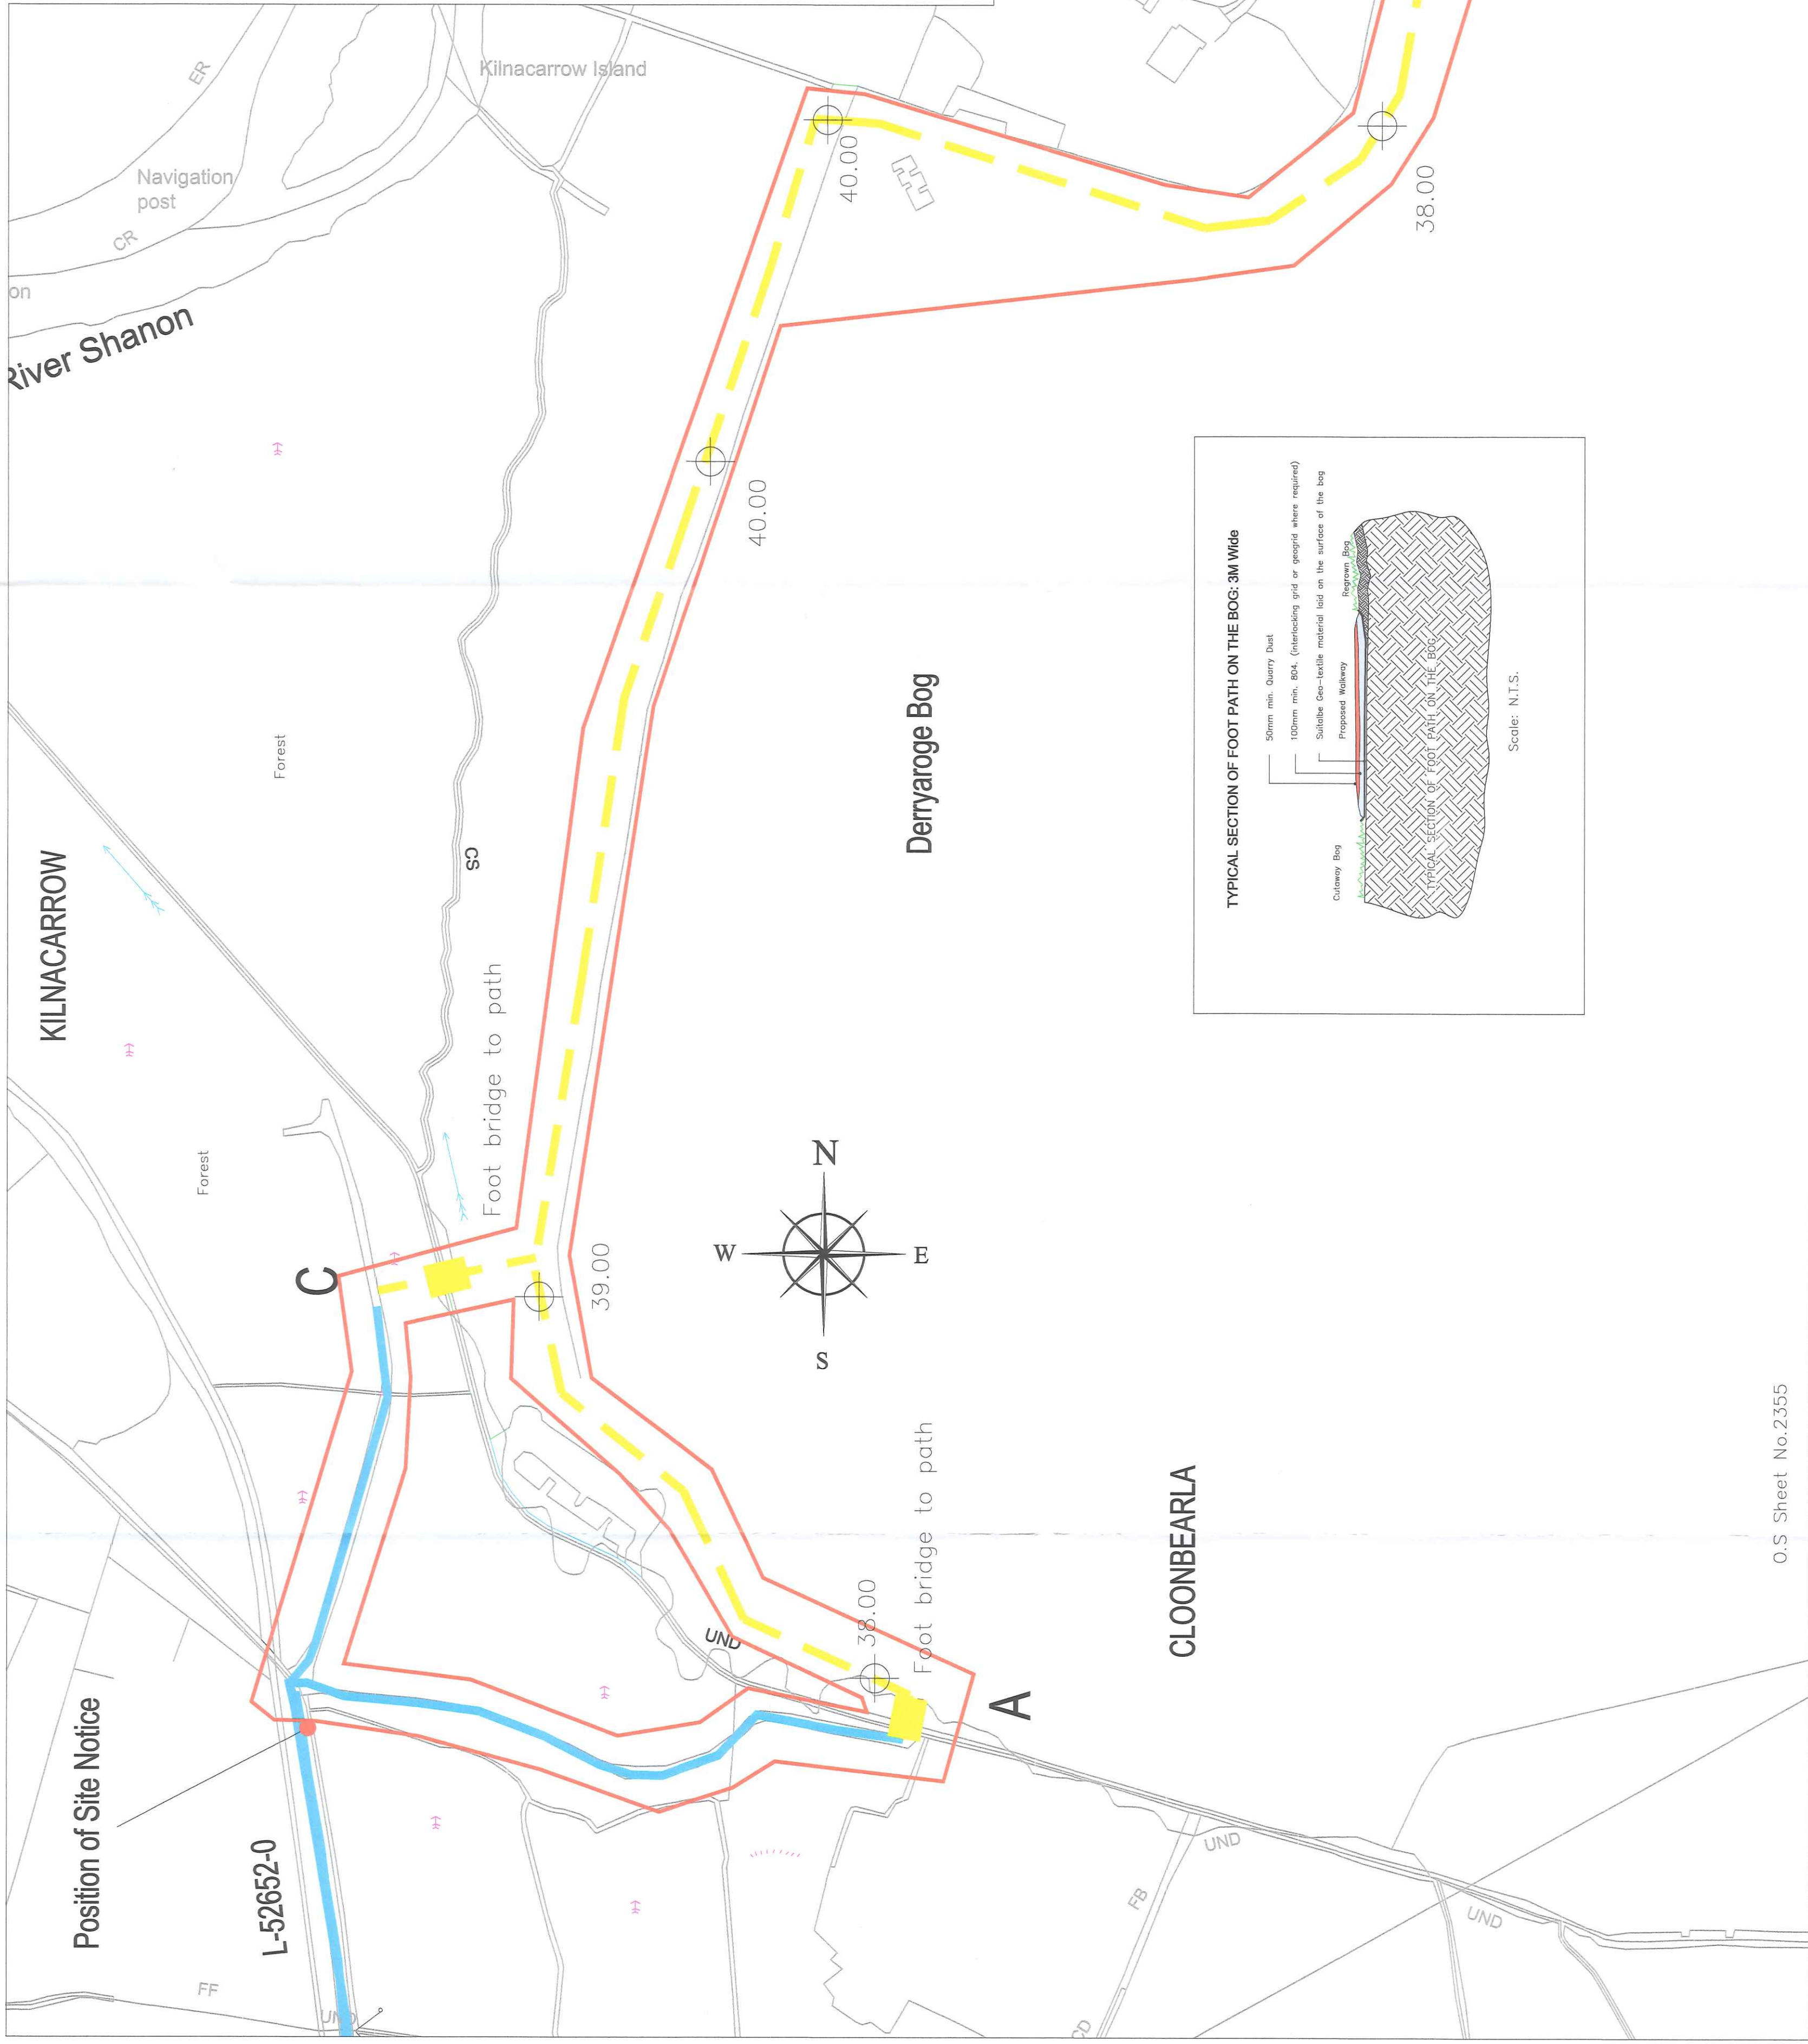 Kilnacarrow Island
ER
Navigation
post
CR
on
River Shanon
40.00
38.00
40.00
Forest
KILNACARROW
CS
Derryaroge Bog
Foot bridge to path
Forest
C
39.00
N
W
E
S
TYPICAL SECTION OF FOOT PATH ON THE BOG: 3M Wide
50mm min. Quarry Dust
100mm min. 804. (interlocking grid or geogrid where required)
Suitalbe Geo-textile material laid on the surface of the bog
Proposed Walkway
Regrown Bog
Cutaway Bog
TYPICAL SECTION OF FOOT PATH ON THE BOG
Scale: N.T.S.
38.00
Foot bridge to path
UND
A
CLOONBEARLA
Position of Site Notice
L-52652-0
FF
UND
UND
FB
UND
CD
O.S Sheet No.2355